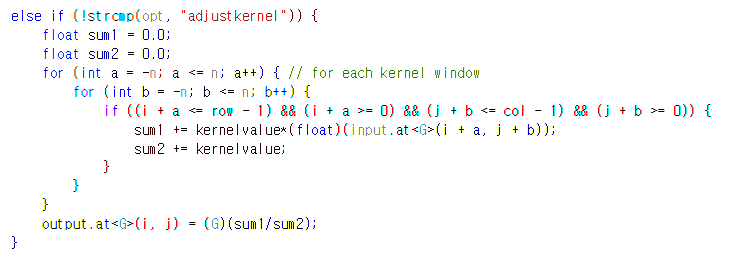 else if (!strcmp(opt, "adjustkernel")) {
    float sum1 = 0.0;
    float sum2 = 0.0;
    for (int a = -n; a <= n; a++) { // for each kernel window
        for (int b = -n; b <= n; b++) {
            if ((i + a <= row - 1) && (i + a >= 0) && (j + b <= col - 1) && (j + b >= 0)) {
                sum1 += kernelvalue*(float)(input.at<G>(i + a, j + b));
                sum2 += kernelvalue;
            }
        }
    }
    output.at<G>(i, j) = (G)(sum1/sum2);
}